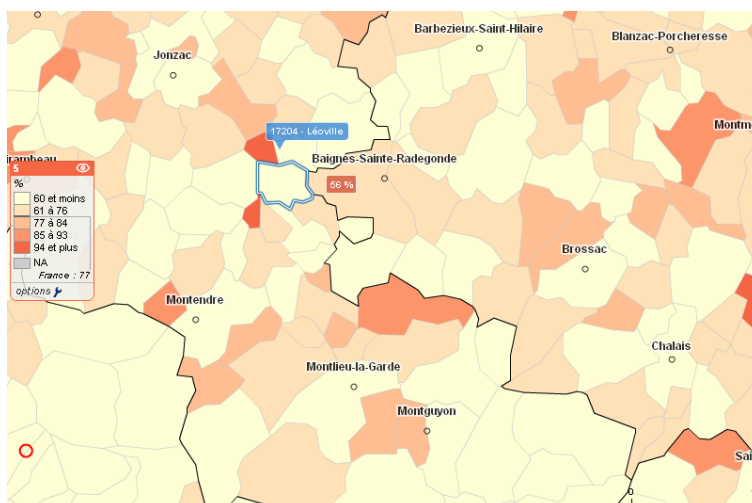 Barbezieux-Saint-Hilaire
Blanzac-Porcheresse
Jonzac
Montm
17204 - Léoville
irambeau
Baignes-Sainte-Radegonde
5
%
60 et moins
61 à 76
77 à 84
85 à 93
94 et plus
NA
France : 77
options
56 %
Brossac
Montendre
Chalais
Montlieu-la-Garde
Montguyon
Sai
0